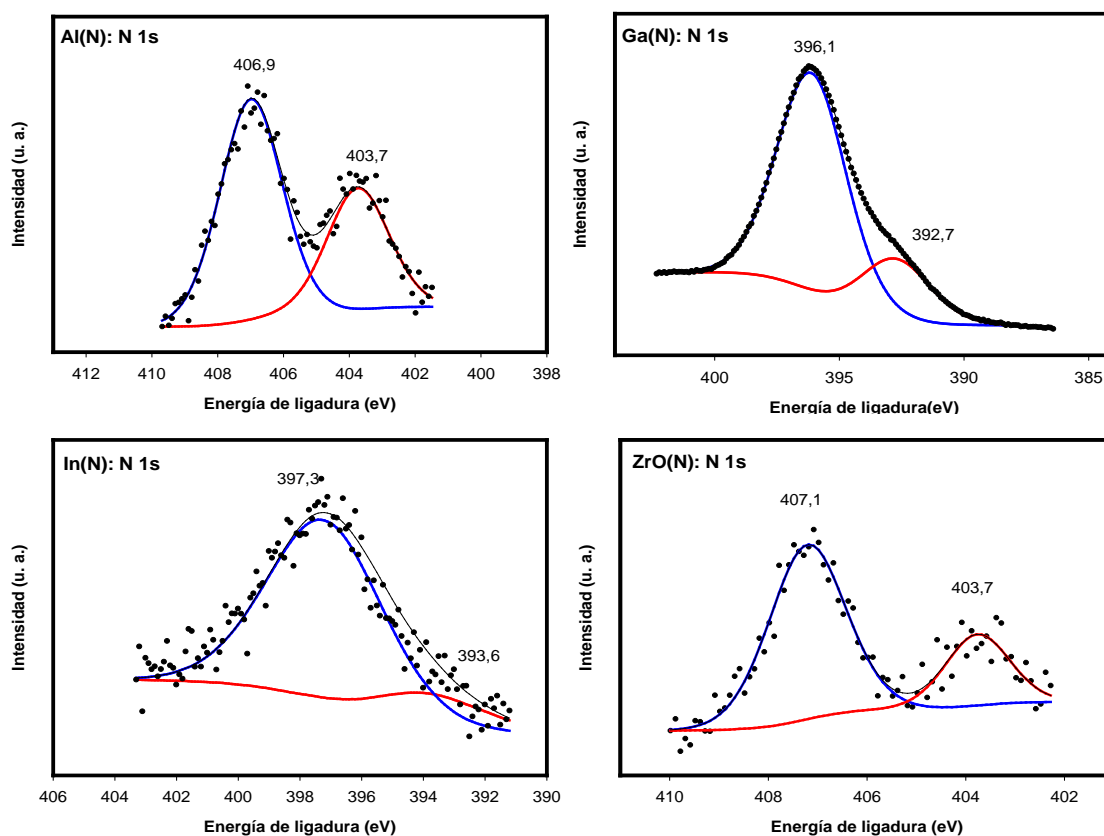 Al(N): N 1s
406,9
403,7
Intensidad (u. a.)
412 410 408 406 404 402 400 398
Energía de ligadura (eV)
Ga(N): N 1s
396,1
392,7
Intensidad (u. a.)
400 395 390 385
Energía de ligadura(eV)
In(N): N 1s
397,3
393,6
Intensidad (u. a.)
406 404 402 400 398 396 394 392 390
Energía de ligadura (eV)
ZrO(N): N 1s
407,1
403,7
Intensidad (u. a.)
410 408 406 404 402
Energía de ligadura (eV)